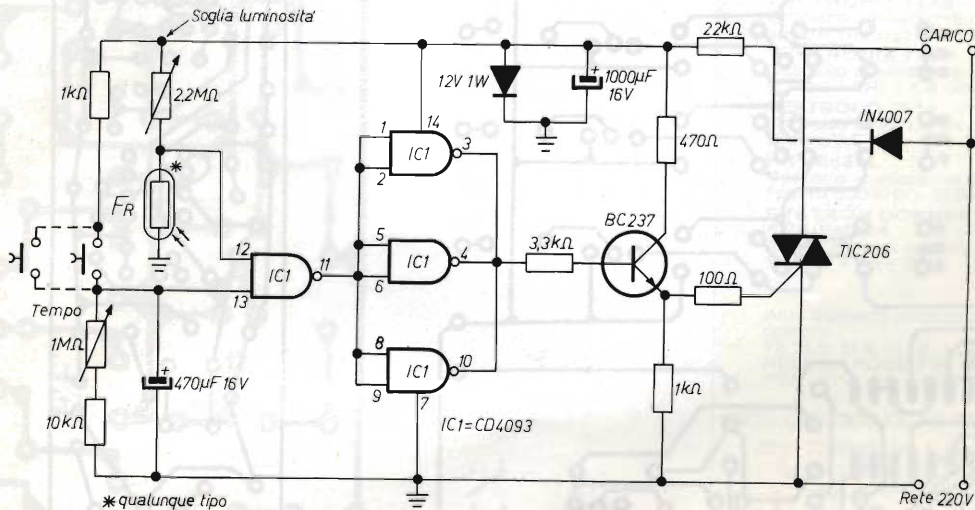 Soglia luminosita'
CARICO
1kΩ
2,2MΩ
12V 1W
+
1000µF
16V
22kΩ
IN4007
14
1
2
IC1
3
470Ω
*
FR
BC237
12
13
IC1
11
5
6
IC1
4
3,3kΩ
100Ω
TIC206
Tempo
1MΩ
+
470µF 16V
8
9
IC1
10
7
1kΩ
10kΩ
IC1=CD4093
* qualunque tipo
Rete 220V